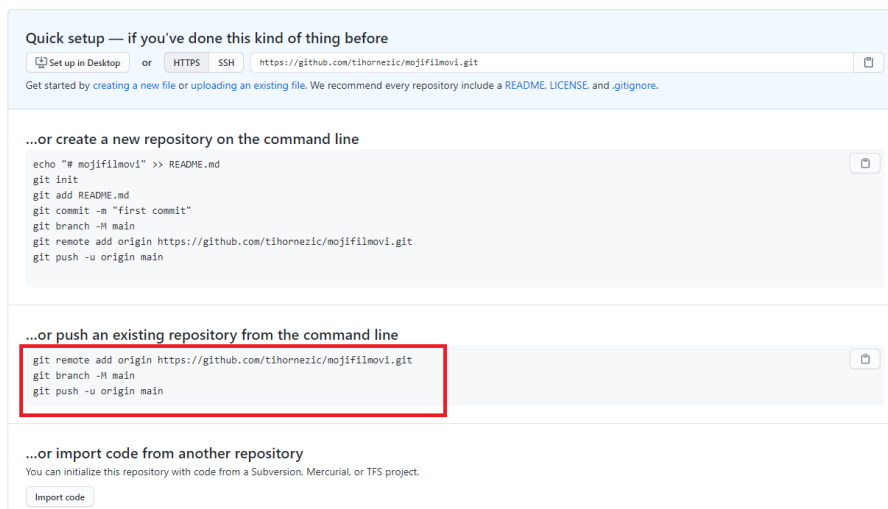 Quick setup — if you've done this kind of thing before
Set up in Desktop or HTTPS SSH https://github.com/tihornezic/mojifilmovi.git
Get started by creating a new file or uploading an existing file. We recommend every repository include a README, LICENSE, and .gitignore.
...or create a new repository on the command line
echo "# mojifilmovi" >> README.md
git init
git add README.md
git commit -m "first commit"
git branch -M main
git remote add origin https://github.com/tihornezic/mojifilmovi.git
git push -u origin main
...or push an existing repository from the command line
git remote add origin https://github.com/tihornezic/mojifilmovi.git
git branch -M main
git push -u origin main
...or import code from another repository
You can initialize this repository with code from a Subversion, Mercurial, or TFS project.
Import code